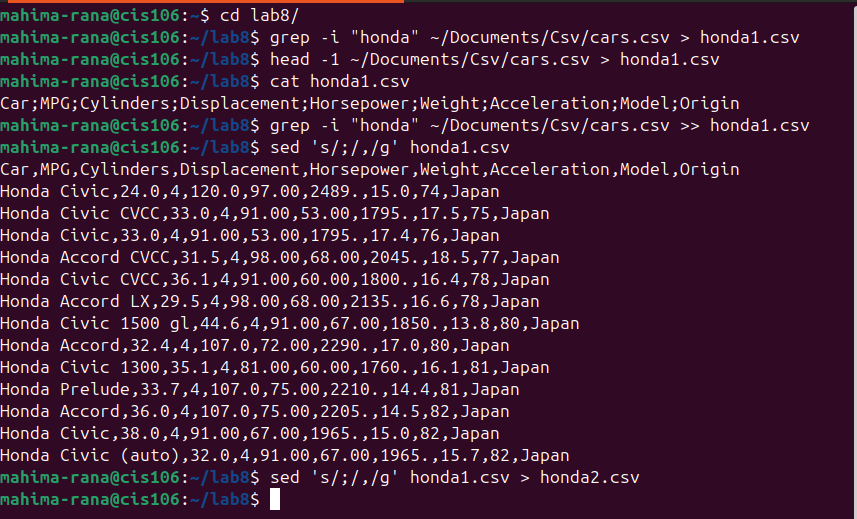 mahima-rana@cis106:~$ cd lab8/
mahima-rana@cis106:~/lab8$ grep -i "honda" ~/Documents/Csv/cars.csv > honda1.csv
mahima-rana@cis106:~/lab8$ head -1 ~/Documents/Csv/cars.csv > honda1.csv
mahima-rana@cis106:~/lab8$ cat honda1.csv
Car;MPG;Cylinders;Displacement;Horsepower;Weight;Acceleration;Model;Origin
mahima-rana@cis106:~/lab8$ grep -i "honda" ~/Documents/Csv/cars.csv >> honda1.csv
mahima-rana@cis106:~/lab8$ sed 's/;/,/g' honda1.csv
Car,MPG,Cylinders,Displacement,Horsepower,Weight,Acceleration,Model,Origin
Honda Civic,24.0,4,120.0,97.00,2489.,15.0,74,Japan
Honda Civic CVCC,33.0,4,91.00,53.00,1795.,17.5,75,Japan
Honda Civic,33.0,4,91.00,53.00,1795.,17.4,76,Japan
Honda Accord CVCC,31.5,4,98.00,68.00,2045.,18.5,77,Japan
Honda Civic CVCC,36.1,4,91.00,60.00,1800.,16.4,78,Japan
Honda Accord LX,29.5,4,98.00,68.00,2135.,16.6,78,Japan
Honda Civic 1500 gl,44.6,4,91.00,67.00,1850.,13.8,80,Japan
Honda Accord,32.4,4,107.0,72.00,2290.,17.0,80,Japan
Honda Civic 1300,35.1,4,81.00,60.00,1760.,16.1,81,Japan
Honda Prelude,33.7,4,107.0,75.00,2210.,14.4,81,Japan
Honda Accord,36.0,4,107.0,75.00,2205.,14.5,82,Japan
Honda Civic,38.0,4,91.00,67.00,1965.,15.0,82,Japan
Honda Civic (auto),32.0,4,91.00,67.00,1965.,15.7,82,Japan
mahima-rana@cis106:~/lab8$ sed 's/;/,/g' honda1.csv > honda2.csv
mahima-rana@cis106:~/lab8$